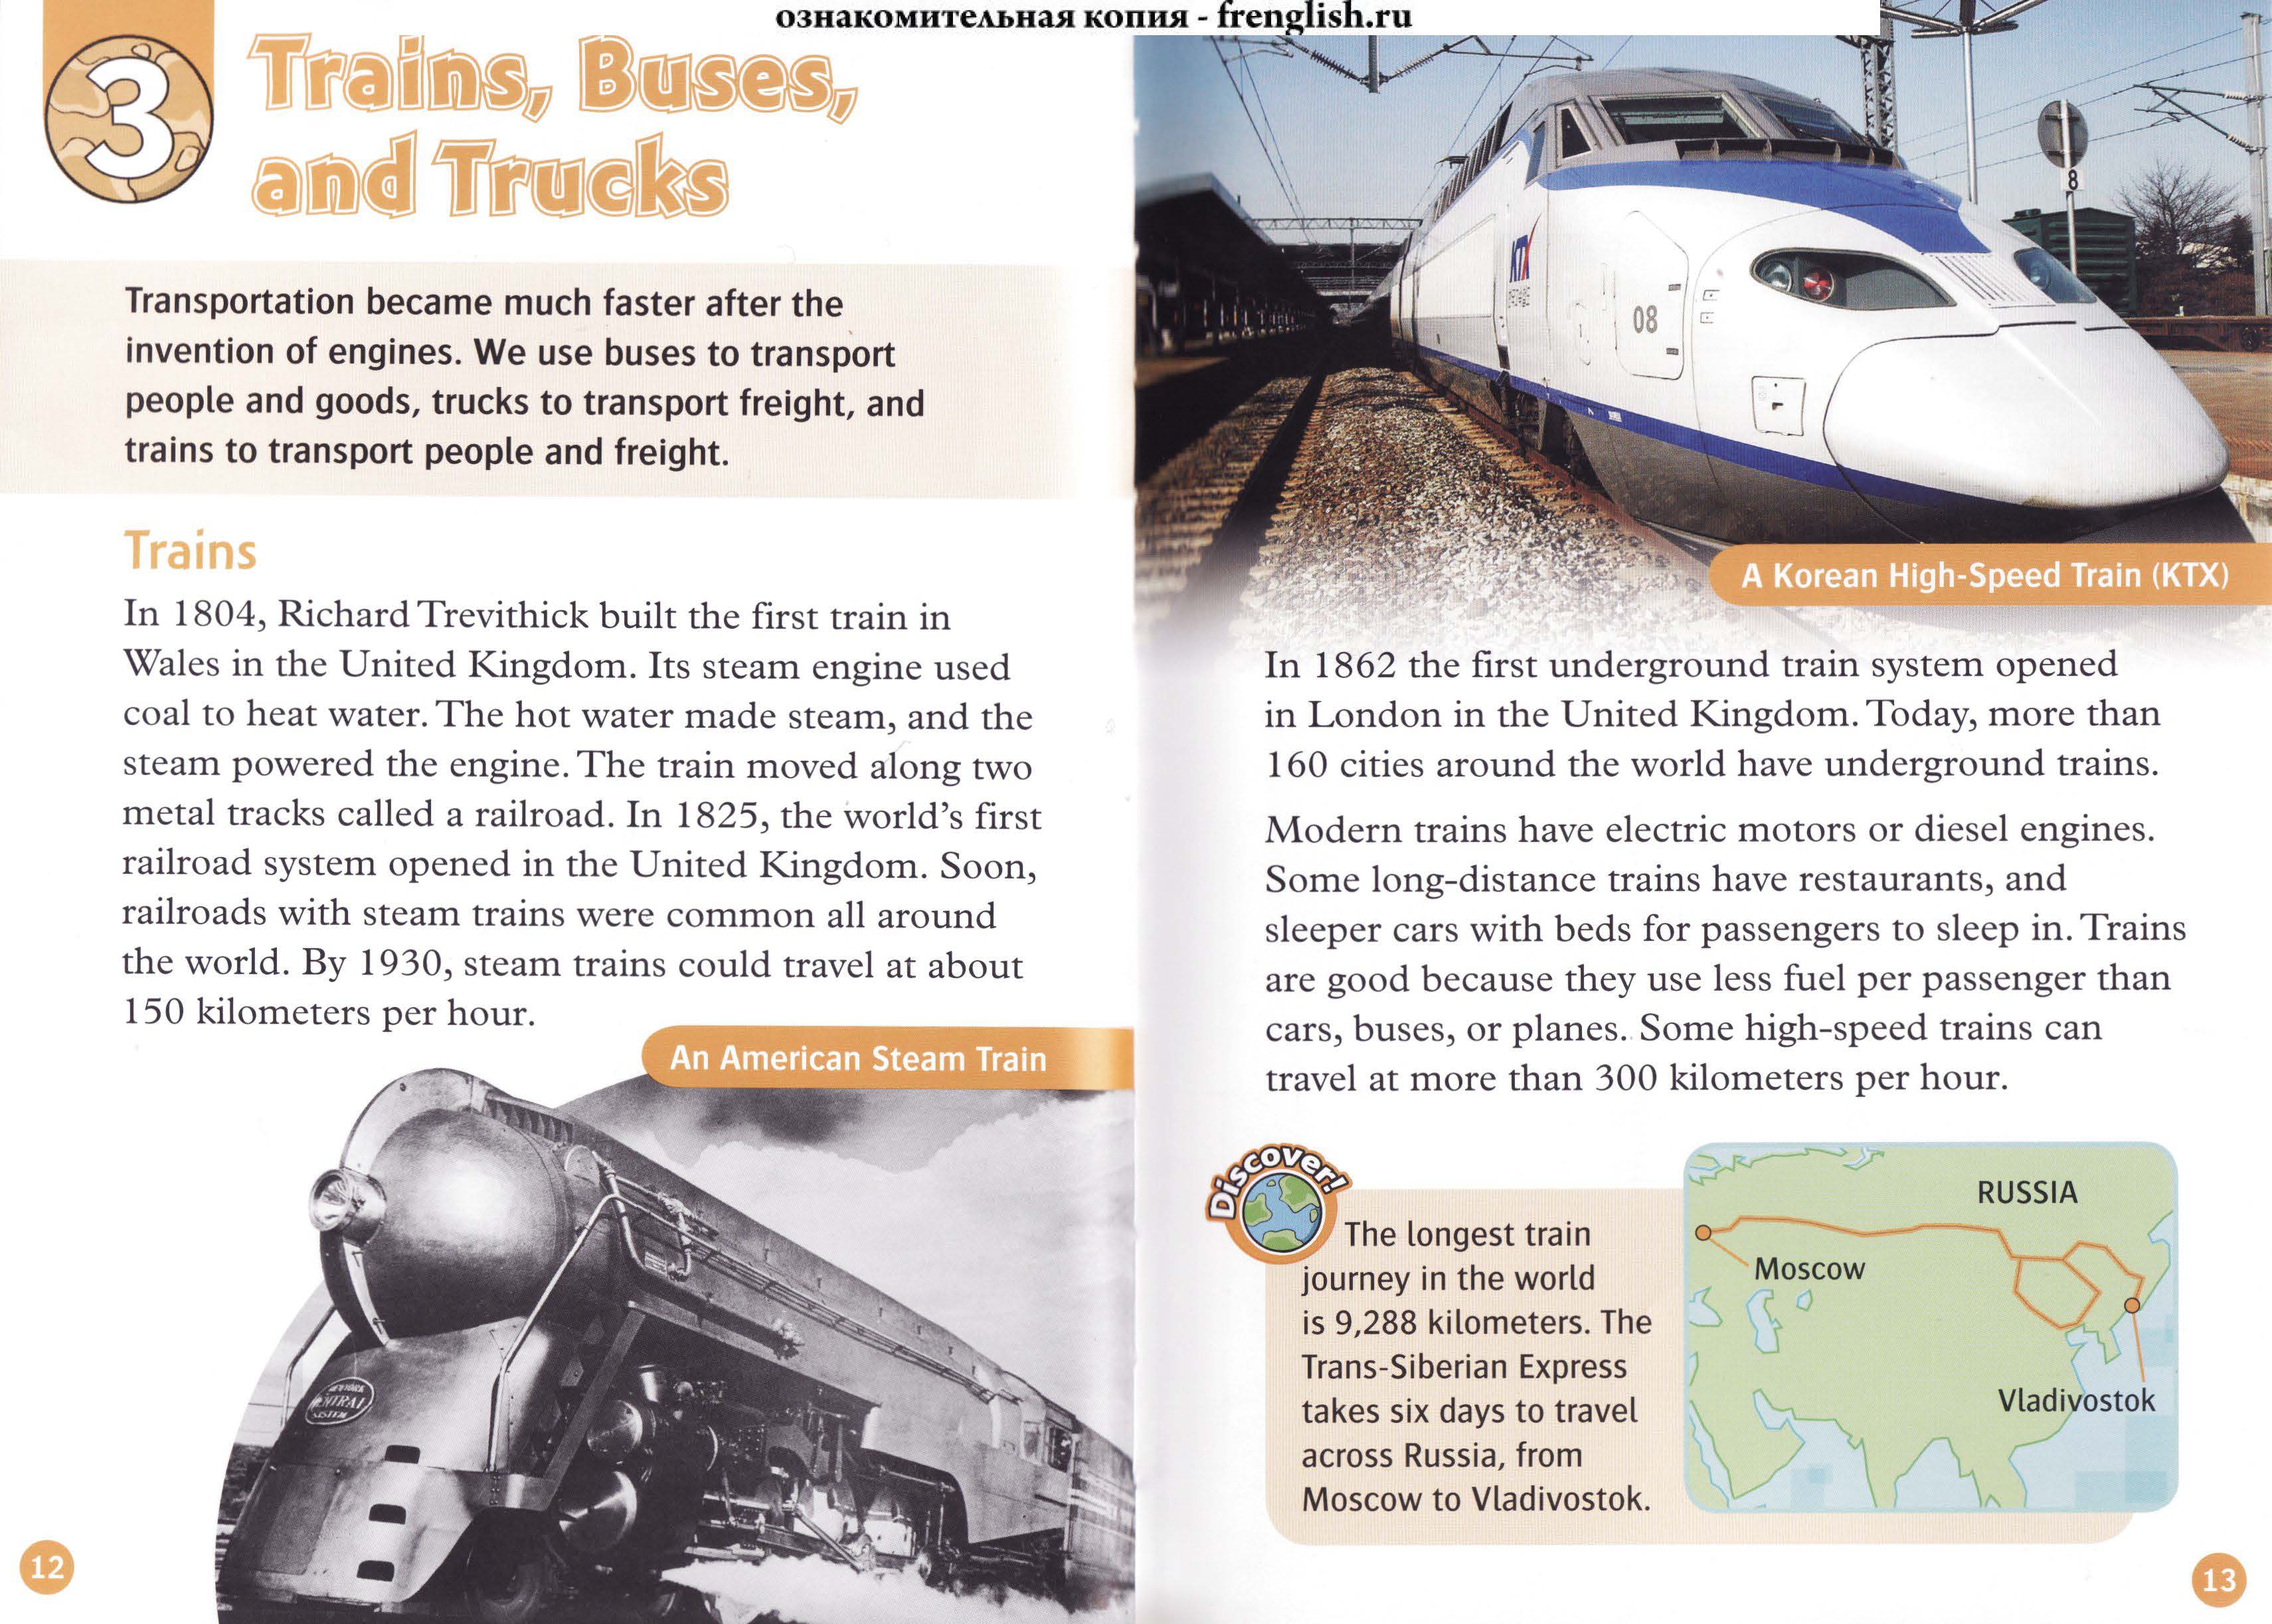 ознакомительная копия - frenglish.ru
3
Trains, Buses,
and Trucks
Transportation became much faster after the
invention of engines. We use buses to transport
people and goods, trucks to transport freight, and
trains to transport people and freight.
Trains
In 1804, Richard Trevithick built the first train in
Wales in the United Kingdom. Its steam engine used
coal to heat water. The hot water made steam, and the
steam powered the engine. The train moved along two
metal tracks called a railroad. In 1825, the world's first
railroad system opened in the United Kingdom. Soon,
railroads with steam trains were common all around
the world. By 1930, steam trains could travel at about
150 kilometers per hour.
An American Steam Train
NEW YORK
CENTRAL
SYSTEM
12
8
KTX
08
A Korean High-Speed Train (KTX)
In 1862 the first underground train system opened
in London in the United Kingdom. Today, more than
160 cities around the world have underground trains.
Modern trains have electric motors or diesel engines.
Some long-distance trains have restaurants, and
sleeper cars with beds for passengers to sleep in. Trains
are good because they use less fuel per passenger than
cars, buses, or planes. Some high-speed trains can
travel at more than 300 kilometers per hour.
Discover!
The longest train
journey in the world
is 9,288 kilometers. The
Trans-Siberian Express
takes six days to travel
across Russia, from
Moscow to Vladivostok.
RUSSIA
Moscow
Vladivostok
13